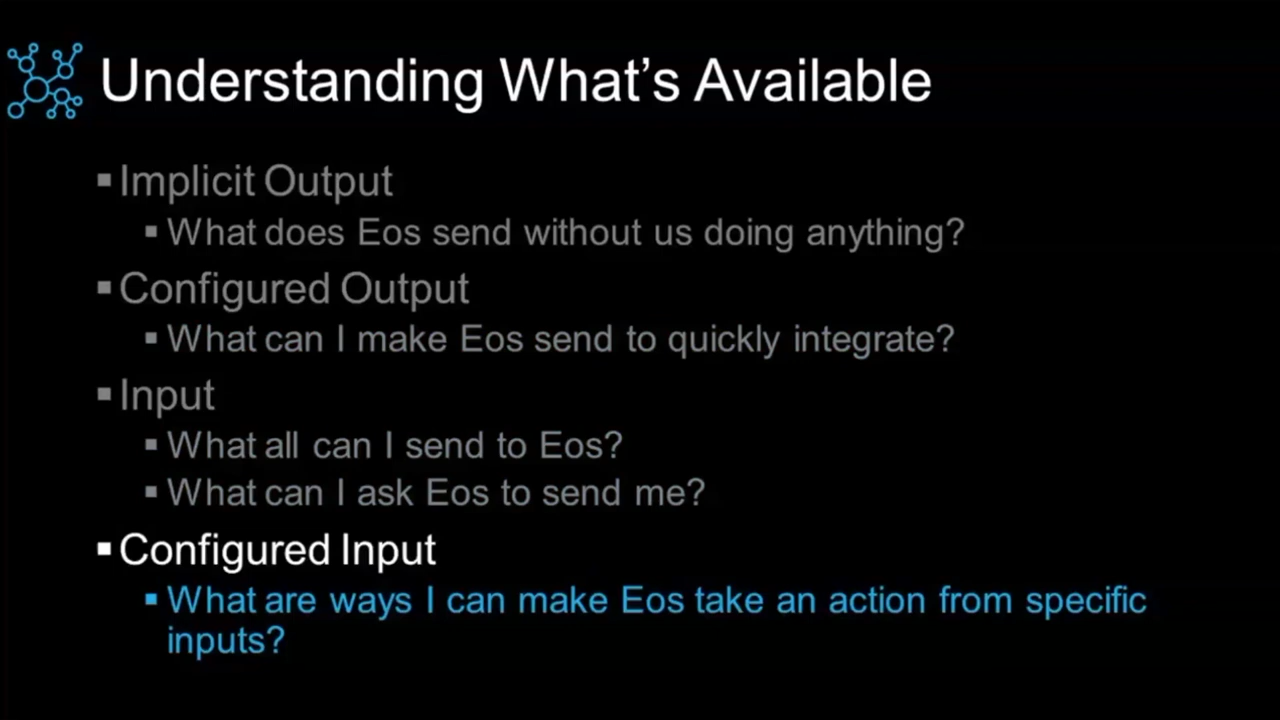 Understanding What's Available
Implicit Output
What does Eos send without us doing anything?
Configured Output
What can I make Eos send to quickly integrate?
Input
What all can I send to Eos?
What can I ask Eos to send me?
Configured Input
What are ways I can make Eos take an action from specific
inputs?